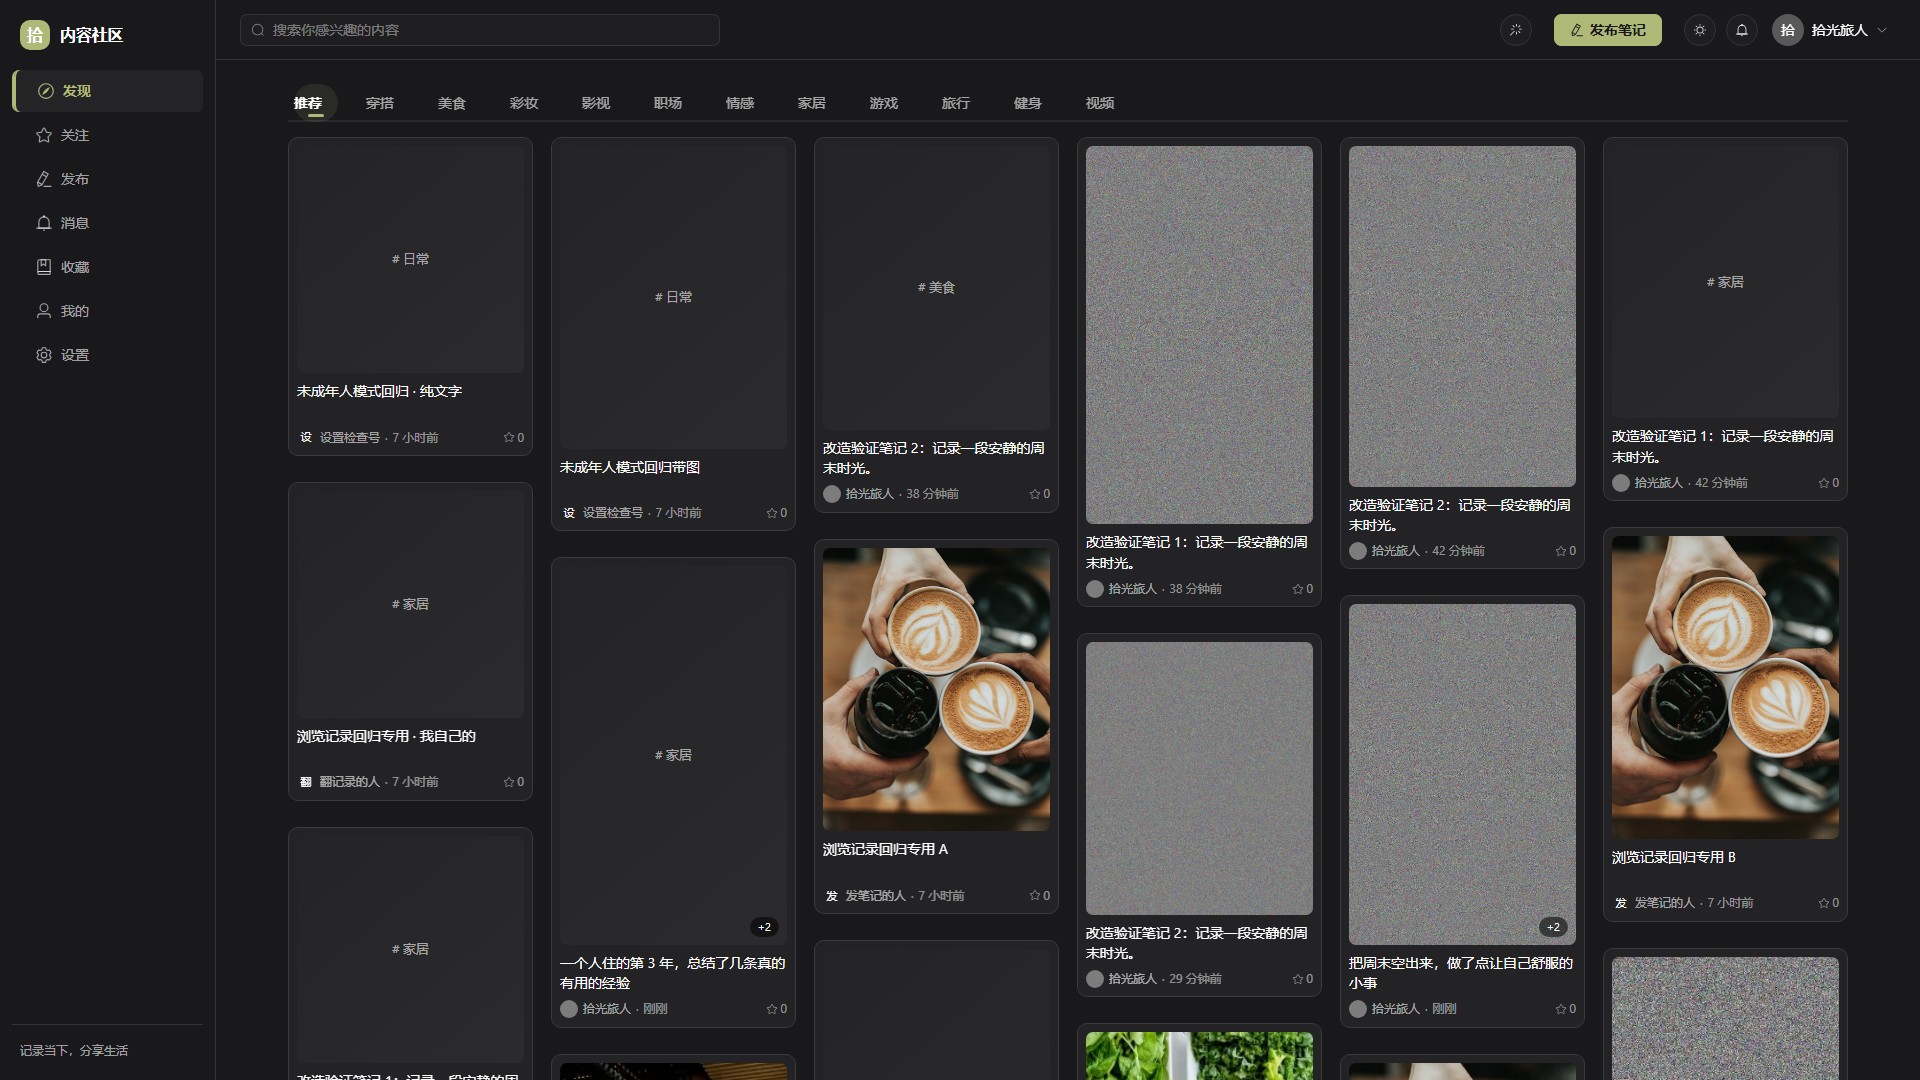 拾 内容社区
搜索你感兴趣的内容
发布笔记
拾 拾光旅人
发现
关注
发布
消息
收藏
我的
设置
记录当下，分享生活
推荐 穿搭 美食 彩妆 影视 职场 情感 家居 游戏 旅行 健身 视频
# 日常
未成年人模式回归 · 纯文字
设 设置检查号 · 7 小时前 0
# 家居
浏览记录回归专用 · 我自己的
翻 翻记录的人 · 7 小时前 0
# 家居
改造验证笔记 1：记录一段安静的周
# 日常
未成年人模式回归带图
设 设置检查号 · 7 小时前 0
# 家居
+2
一个人住的第 3 年，总结了几条真的
有用的经验
拾光旅人 · 刚刚 0
# 美食
改造验证笔记 2：记录一段安静的周
末时光。
拾光旅人 · 38 分钟前 0
浏览记录回归专用 A
发 发笔记的人 · 7 小时前 0
改造验证笔记 1：记录一段安静的周
末时光。
拾光旅人 · 38 分钟前 0
改造验证笔记 2：记录一段安静的周
末时光。
拾光旅人 · 29 分钟前 0
改造验证笔记 2：记录一段安静的周
末时光。
拾光旅人 · 42 分钟前 0
+2
把周末空出来，做了点让自己舒服的
小事
拾光旅人 · 刚刚 0
# 家居
改造验证笔记 1：记录一段安静的周
末时光。
拾光旅人 · 42 分钟前 0
浏览记录回归专用 B
发 发笔记的人 · 7 小时前 0